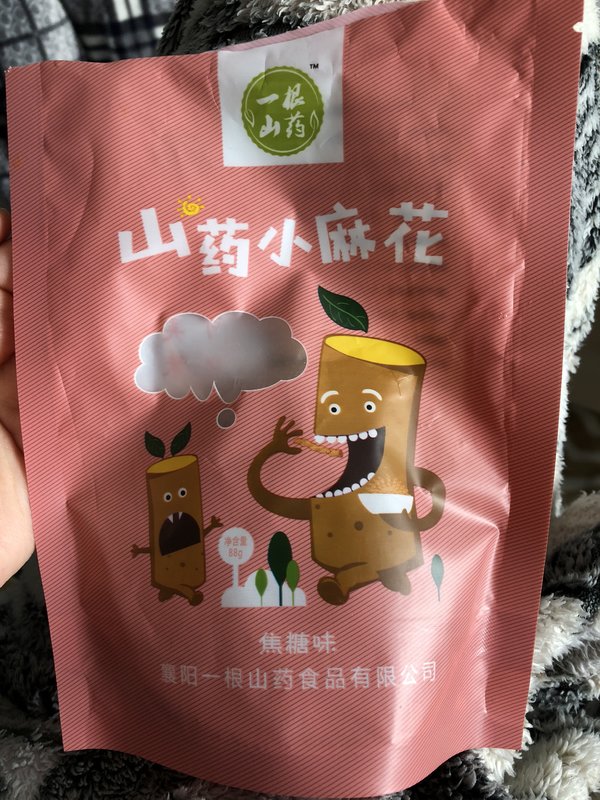 TM
一根
山药
山药小麻花
净含量
88g
焦糖味
襄阳一根山药食品有限公司